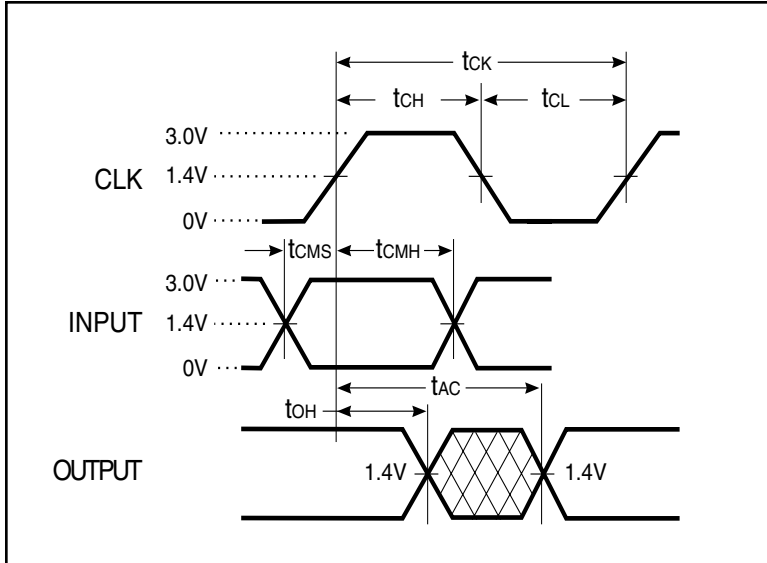 tCK
tCH tCL
3.0V
CLK 1.4V
0V
tCMS tCMH
3.0V
INPUT 1.4V
0V
tAC
tOH
OUTPUT 1.4V 1.4V